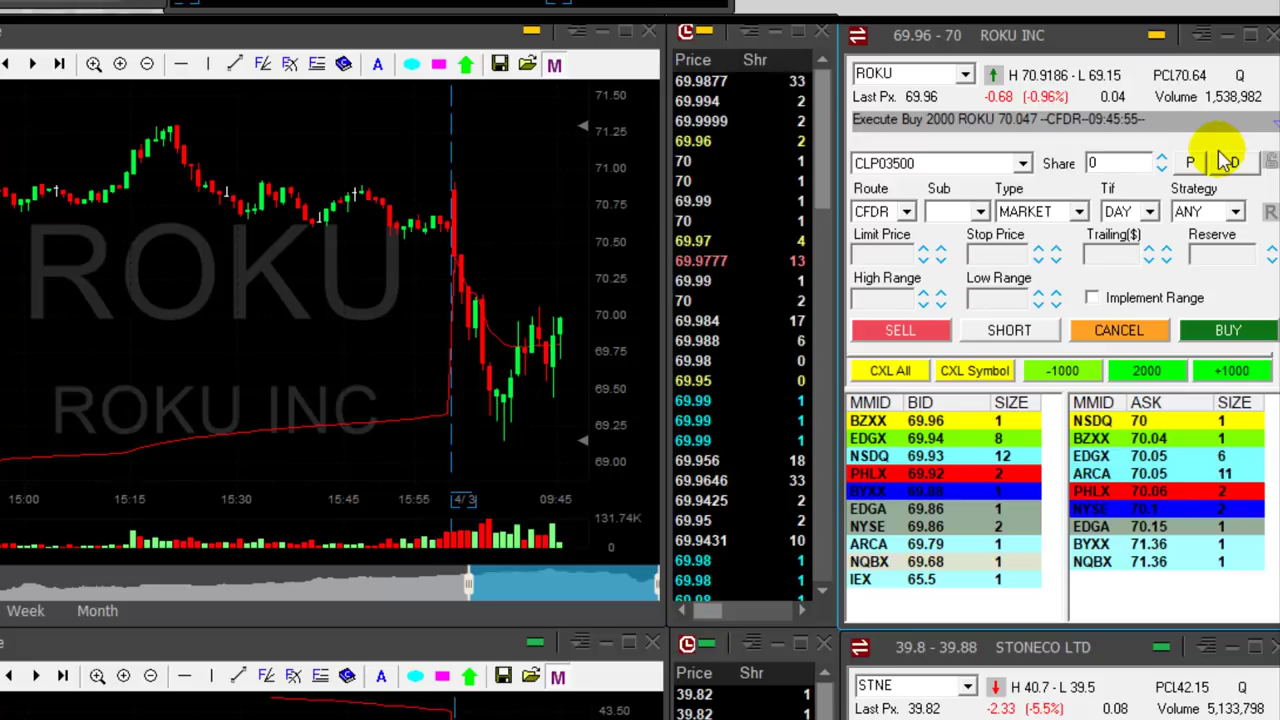 69.96 - 70 ROKU INC
ROKU H 70.9186 - L 69.15 PCL70.64 Q
Last Px. 69.96 -0.68 (-0.96%) 0.04 Volume 1,538,982
Execute Buy 2000 ROKU 70.047 --CFDR--09:45:55--
CLP03500 Share 0 P D
Route Sub Type Tif Strategy
CFDR MARKET DAY ANY R
Limit Price Stop Price Trailing($) Reserve
High Range Low Range
Implement Range
SELL SHORT CANCEL BUY
CXL All CXL Symbol -1000 2000 +1000
MMID BID SIZE MMID ASK SIZE
BZXX 69.96 1 NSDQ 70 1
EDGX 69.94 8 BZXX 70.04 1
NSDQ 69.93 12 EDGX 70.05 6
PHLX 69.92 2 ARCA 70.05 11
BYXX 69.88 1 PHLX 70.06 2
EDGA 69.86 1 NYSE 70.1 2
NYSE 69.86 2 EDGA 70.15 1
ARCA 69.79 1 BYXX 71.36 1
NQBX 69.68 1 NQBX 71.36 1
IEX 65.5 1
Price Shr
69.9877 33
69.994 2
69.9999 2
69.96 2
70 1
70 1
69.99 1
70 1
69.97 4
69.9777 13
69.99 1
70 2
69.984 17
69.988 6
69.98 0
69.95 0
69.99 1
69.99 1
69.99 1
69.956 18
69.9646 33
69.9425 2
69.95 2
69.9431 10
69.98 1
69.98 1
A M
71.50
71.25
71.00
70.75
70.50
70.25
70.00
69.75
69.50
69.25
69.00
ROKU
ROKU INC
15:00 15:15 15:30 15:45 15:55 4/3 09:45
131.74K
0
Week Month
A M
43.50
Price Shr
39.82 1
39.82 1
39.8 - 39.88 STONECO LTD
STNE H 40.7 - L 39.5 PCL42.15 Q
Last Px. 39.82 -2.33 (-5.5%) 0.08 Volume 5,133,798